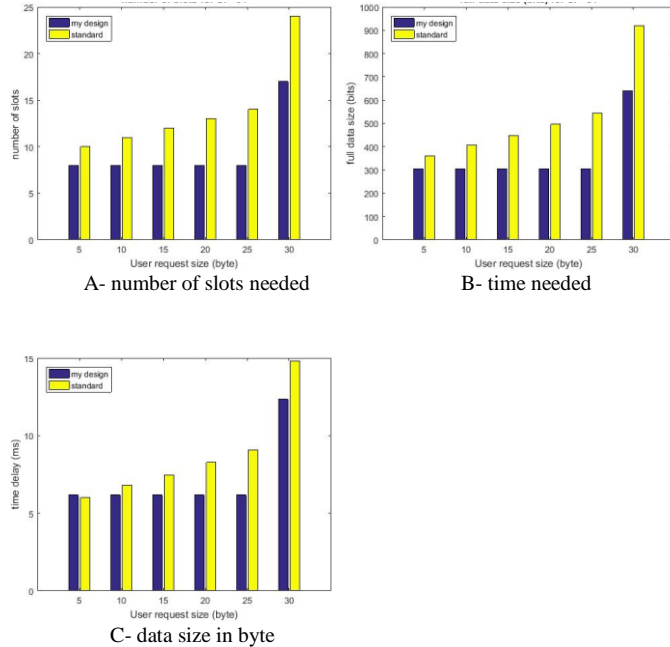 my design
standard
25
20
15
10
5
0
number of slots
5 10 15 20 25 30
User request size (byte)
A- number of slots needed
my design
standard
1000
900
800
700
600
500
400
300
200
100
0
full data size (bits)
5 10 15 20 25 30
User request size (byte)
B- time needed
my design
standard
15
10
5
0
time delay (ms)
5 10 15 20 25 30
User request size (byte)
C- data size in byte